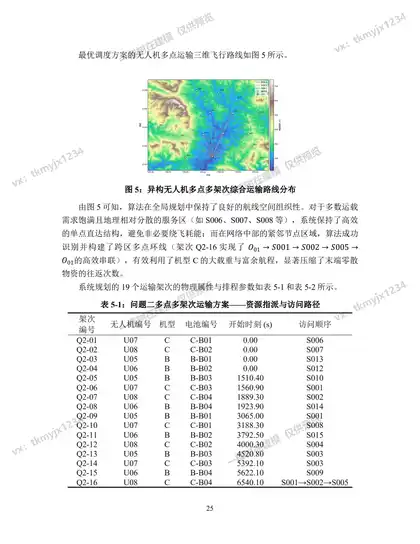 最优调度方案的无人机多点运输三维飞行路线如图 5 所示。
图 5：异构无人机多点多架次综合运输路线分布
由图 5 可知，算法在全局规划中保持了良好的航线空间组织性。对于多数运载
需求饱满且地理相对分散的服务区（如 S006、S007、S008 等），系统保持了高效
的单点直达结构，避免非必要绕飞耗能；而在网络中部的紧邻节点区域，算法成功
识别并构建了跨区多点环线（架次 Q2-16 实现了 O01 → S001 → S002 → S005 →
O01的高效串联），有效利用了机型 C 的大载重与富余航程，显著压缩了末端零散
物资的往返次数。
系统规划的 19 个运输架次的物理属性与排程参数如表 5-1 和表 5-2 所示。
表 5-1：问题二多点多架次运输方案——资源指派与访问路径
架次编号 无人机编号 机型 电池编号 开始时刻 (s) 访问顺序
Q2-01 U07 C C-B01 0.00 S006
Q2-02 U08 C C-B02 0.00 S007
Q2-03 U05 B B-B01 0.00 S013
Q2-04 U06 B B-B02 0.00 S012
Q2-05 U05 B B-B03 1510.40 S010
Q2-06 U07 C C-B03 1560.90 S001
Q2-07 U08 C C-B04 1889.30 S002
Q2-08 U06 B B-B04 1923.90 S014
Q2-09 U05 B B-B01 3065.00 S001
Q2-10 U07 C C-B01 3188.30 S008
Q2-11 U06 B B-B02 3792.50 S015
Q2-12 U08 C C-B02 4000.30 S004
Q2-13 U05 B B-B03 4520.80 S003
Q2-14 U07 C C-B03 5392.10 S003
Q2-15 U06 B B-B04 5622.10 S009
Q2-16 U08 C C-B04 6540.10 S001→S002→S005
25
vx: tkmyjx1234
vx: tkmyjx1234
vx: tkmyjx1234
vx: tkmyjx1234